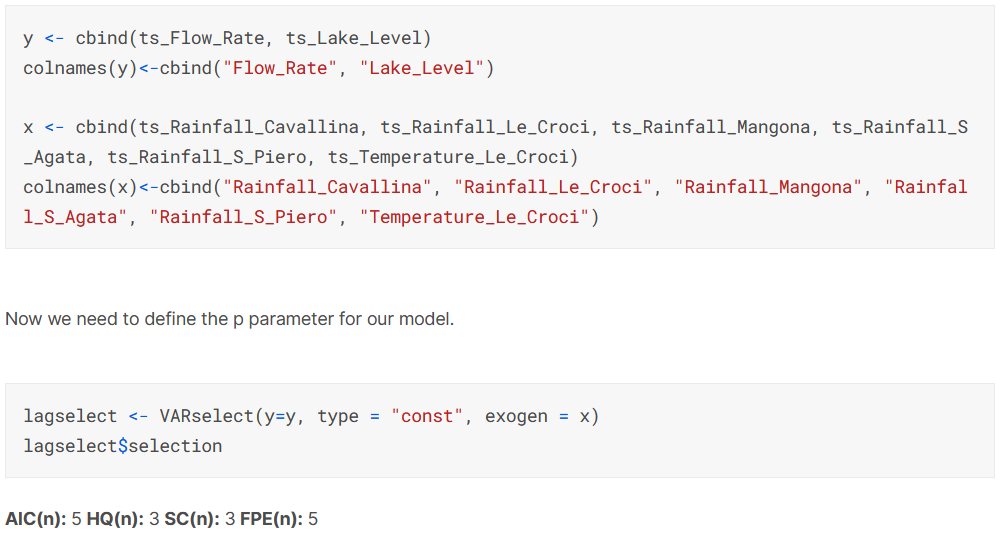 y <- cbind(ts_Flow_Rate, ts_Lake_Level)
colnames(y)<-cbind("Flow_Rate", "Lake_Level")
x <- cbind(ts_Rainfall_Cavallina, ts_Rainfall_Le_Croci, ts_Rainfall_Mangona, ts_Rainfall_S
_Agata, ts_Rainfall_S_Piero, ts_Temperature_Le_Croci)
colnames(x)<-cbind("Rainfall_Cavallina", "Rainfall_Le_Croci", "Rainfall_Mangona", "Rainfal
l_S_Agata", "Rainfall_S_Piero", "Temperature_Le_Croci")
Now we need to define the p parameter for our model.
lagselect <- VARselect(y=y, type = "const", exogen = x)
lagselect$selection
AIC(n): 5 HQ(n): 3 SC(n): 3 FPE(n): 5